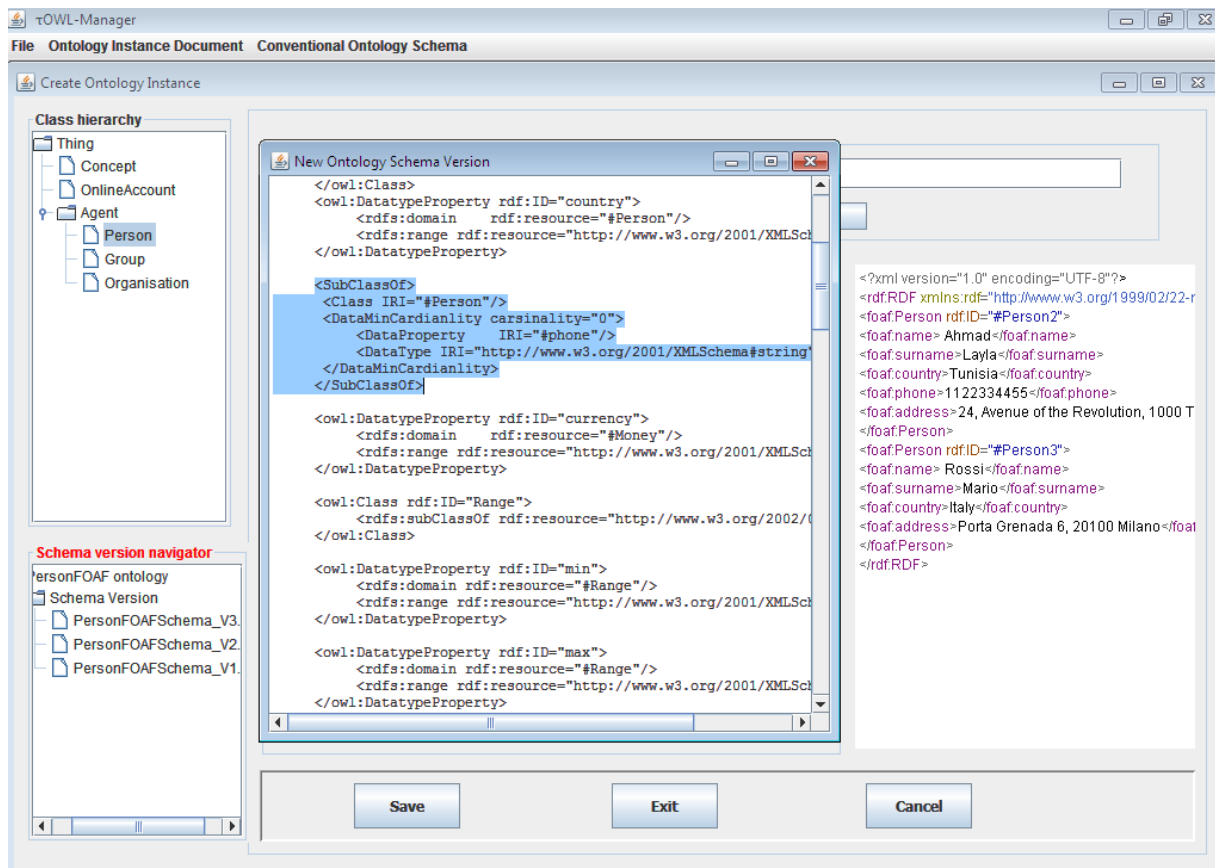 τOWL-Manager
File Ontology Instance Document Conventional Ontology Schema
Create Ontology Instance
Class hierarchy
Thing
Concept
OnlineAccount
Agent
Person
Group
Organisation
Schema version navigator
PersonFOAF ontology
Schema Version
PersonFOAFSchema_V3.
PersonFOAFSchema_V2.
PersonFOAFSchema_V1.
New Ontology Schema Version
</owl:Class>
<owl:DatatypeProperty rdf:ID="country">
<rdfs:domain rdf:resource="#Person"/>
<rdfs:range rdf:resource="http://www.w3.org/2001/XMLSch
</owl:DatatypeProperty>
<SubClassOf>
<Class IRI="#Person"/>
<DataMinCardianlity carsinality="0">
<DataProperty IRI="#phone"/>
<DataType IRI="http://www.w3.org/2001/XMLSchema#string"
</DataMinCardianlity>
</SubClassOf>
<owl:DatatypeProperty rdf:ID="currency">
<rdfs:domain rdf:resource="#Money"/>
<rdfs:range rdf:resource="http://www.w3.org/2001/XMLSch
</owl:DatatypeProperty>
<owl:Class rdf:ID="Range">
<rdfs:subClassOf rdf:resource="http://www.w3.org/2002/0
</owl:Class>
<owl:DatatypeProperty rdf:ID="min">
<rdfs:domain rdf:resource="#Range"/>
<rdfs:range rdf:resource="http://www.w3.org/2001/XMLSch
</owl:DatatypeProperty>
<owl:DatatypeProperty rdf:ID="max">
<rdfs:domain rdf:resource="#Range"/>
<rdfs:range rdf:resource="http://www.w3.org/2001/XMLSch
</owl:DatatypeProperty>
<?xml version="1.0" encoding="UTF-8"?>
<rdf:RDF xmlns:rdf="http://www.w3.org/1999/02/22-r
<foaf:Person rdf:ID="#Person2">
<foaf:name> Ahmad</foaf:name>
<foaf:surname>Layla</foaf:surname>
<foaf:country>Tunisia</foaf:country>
<foaf:phone>1122334455</foaf:phone>
<foaf:address>24, Avenue of the Revolution, 1000 T
</foaf:Person>
<foaf:Person rdf:ID="#Person3">
<foaf:name> Rossi</foaf:name>
<foaf:surname>Mario</foaf:surname>
<foaf:country>Italy</foaf:country>
<foaf:address>Porta Grenada 6, 20100 Milano</foaf
</foaf:Person>
</rdf:RDF>
Save Exit Cancel